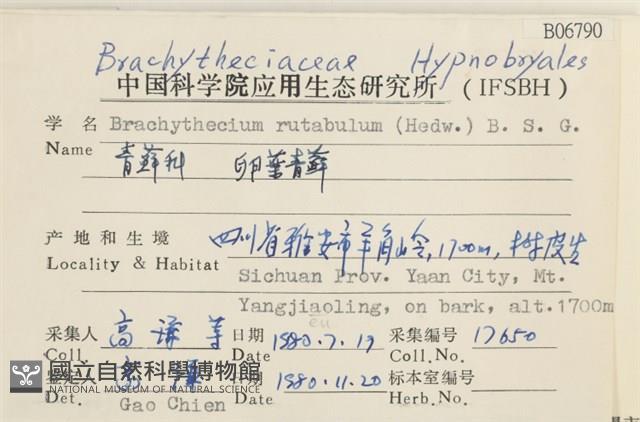 B06790
Brachytheciaceae Hypnobryales
中国科学院应用生态研究所 (IFSBH)
学名 Brachythecium rutabulum (Hedw.) B. S. G.
Name 青藓科 卵葉青藓
产地和生境 四川省雅安市羊角岭, 1700m, 树皮生
Locality & Habitat Sichuan Prov. Yaan City, Mt.
Yangjiaoling, on bark, alt.1700m
eu
采集人 高谦等 日期 1980.7.17 采集编号 17650
Coll. Date Coll.No.
國立自然科學博物館
NATIONAL MUSEUM OF NATURAL SCIENCE
鉴定人 高谦 日期 1980.11.20 标本室编号
Det. Gao Chien Date Herb.No.